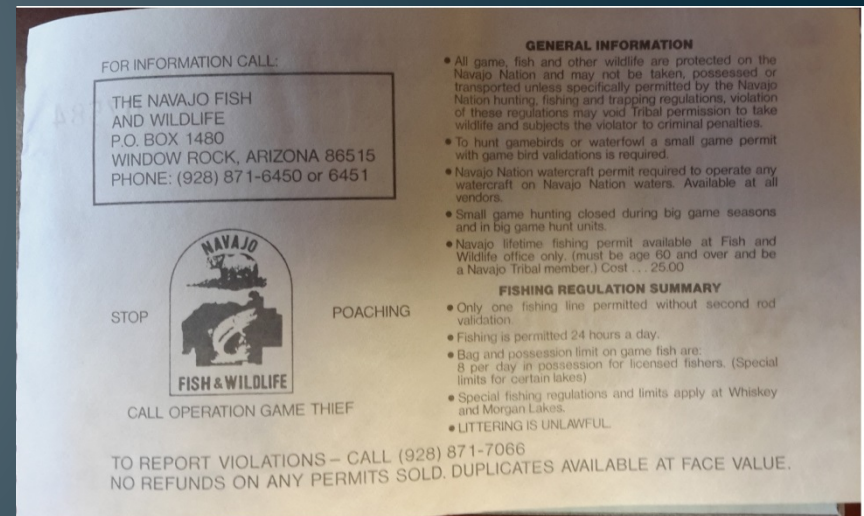 FOR INFORMATION CALL:
THE NAVAJO FISH
AND WILDLIFE
P.O. BOX 1480
WINDOW ROCK, ARIZONA 86515
PHONE: (928) 871-6450 or 6451
NAVAJO
STOP
POACHING
FISH & WILDLIFE
CALL OPERATION GAME THIEF
GENERAL INFORMATION
• All game, fish and other wildlife are protected on the
Navajo Nation and may not be taken, possessed or
transported unless specifically permitted by the Navajo
Nation hunting, fishing and trapping regulations, violation
of these regulations may void Tribal permission to take
wildlife and subjects the violator to criminal penalties.
• To hunt gamebirds or waterfowl a small game permit
with game bird validations is required.
• Navajo Nation watercraft permit required to operate any
watercraft on Navajo Nation waters. Available at all
vendors.
• Small game hunting closed during big game seasons
and in big game hunt units.
• Navajo lifetime fishing permit available at Fish and
Wildlife office only. (must be age 60 and over and be
a Navajo Tribal member.) Cost . . . 25.00
FISHING REGULATION SUMMARY
• Only one fishing line permitted without second rod
validation.
• Fishing is permitted 24 hours a day.
• Bag and possession limit on game fish are:
8 per day in possession for licensed fishers. (Special
limits for certain lakes)
• Special fishing regulations and limits apply at Whiskey
and Morgan Lakes.
• LITTERING IS UNLAWFUL.
TO REPORT VIOLATIONS – CALL (928) 871-7066
NO REFUNDS ON ANY PERMITS SOLD. DUPLICATES AVAILABLE AT FACE VALUE.